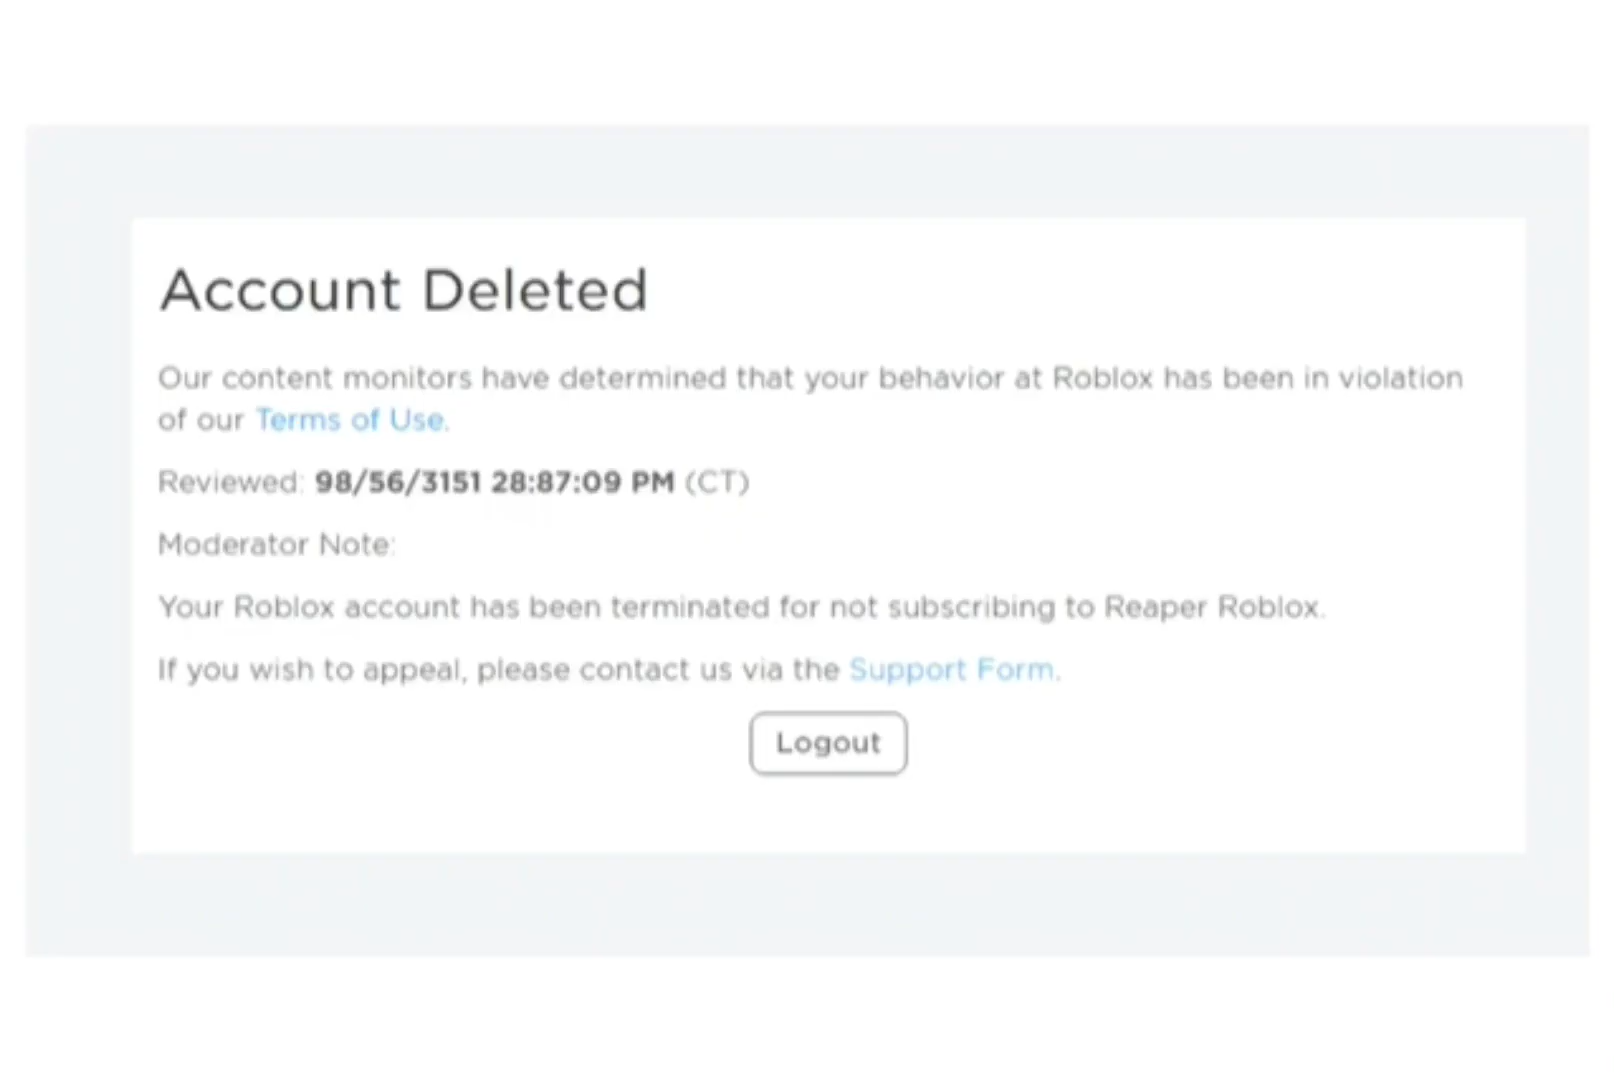 Account Deleted
Our content monitors have determined that your behavior at Roblox has been in violation
of our Terms of Use.
Reviewed: 98/56/3151 28:87:09 PM (CT)
Moderator Note:
Your Roblox account has been terminated for not subscribing to Reaper Roblox.
If you wish to appeal, please contact us via the Support Form.
Logout